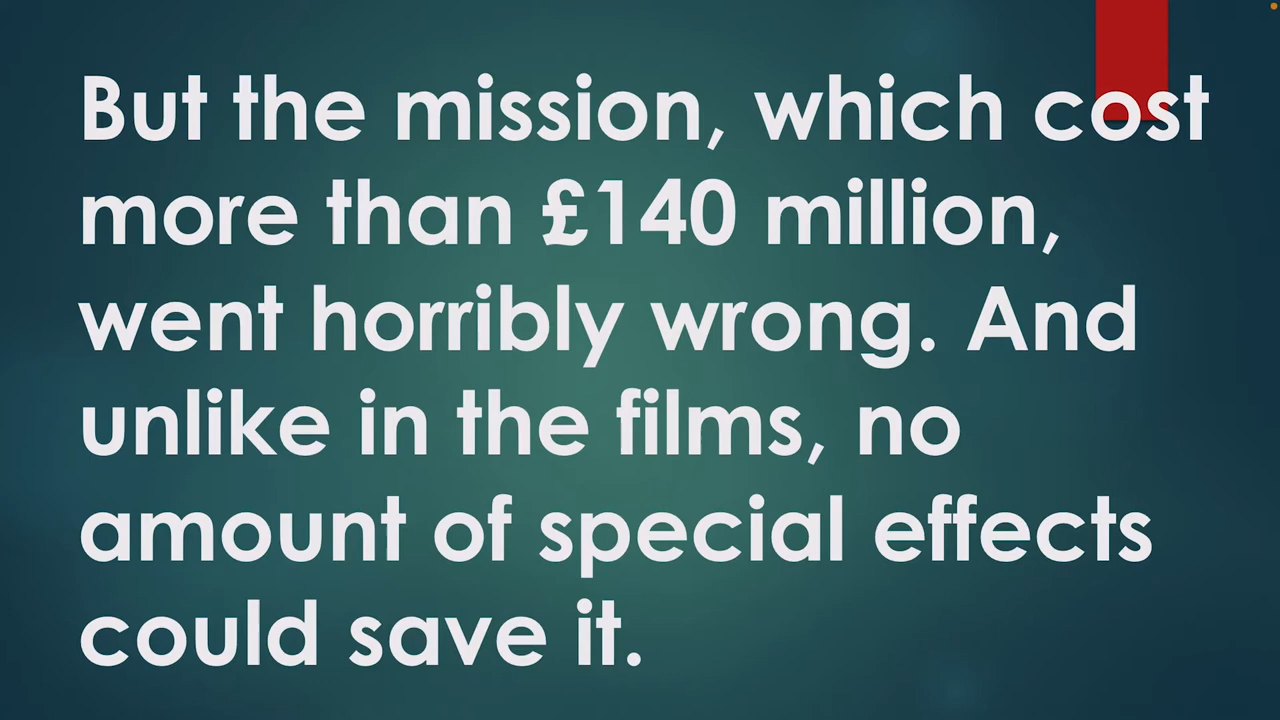 But the mission, which cost
more than £140 million,
went horribly wrong. And
unlike in the films, no
amount of special effects
could save it.